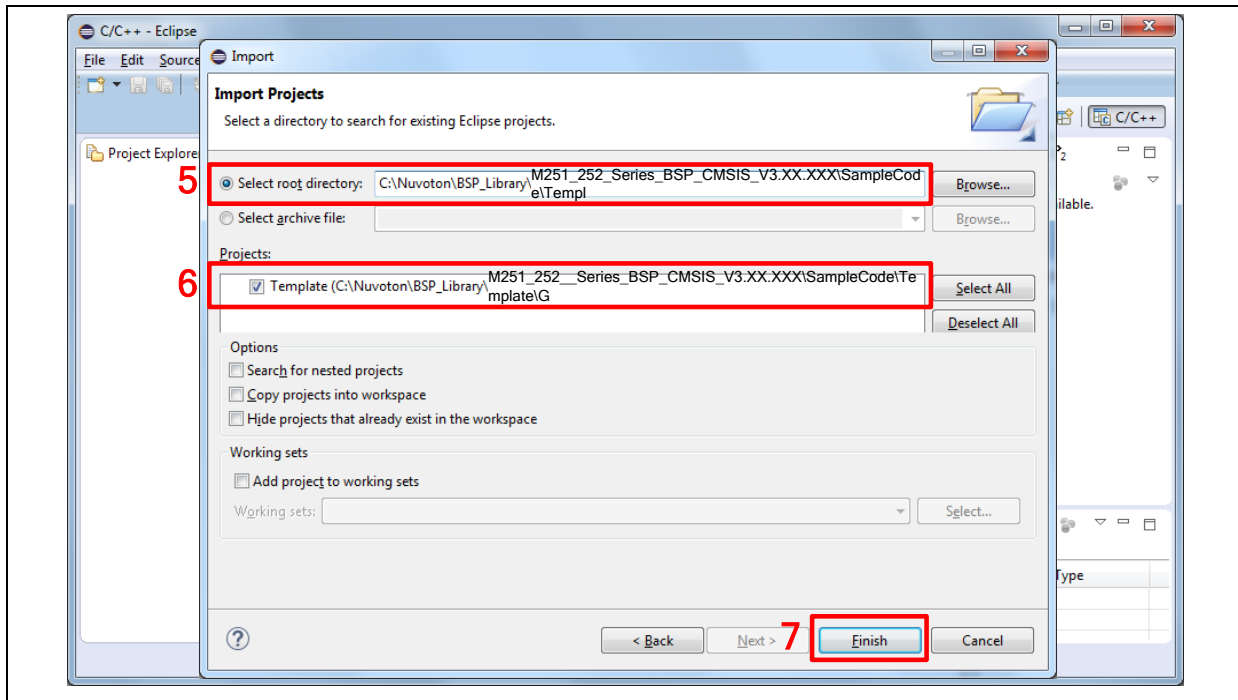 C/C++ - Eclipse
File Edit Source
Import
Import Projects
Select a directory to search for existing Eclipse projects.
C/C++
Project Explore
5
Select root directory: C:\Nuvoton\BSP_Library\M251_252_Series_BSP_CMSIS_V3.XX.XXX\SampleCod
e\Templ
Browse...
ilable.
Select archive file:
Browse...
Projects:
6
Template (C:\Nuvoton\BSP_Library\M251_252__Series_BSP_CMSIS_V3.XX.XXX\SampleCode\Te
mplate\G
Select All
Deselect All
Options
Search for nested projects
Copy projects into workspace
Hide projects that already exist in the workspace
Working sets
Add project to working sets
Working sets:
Select...
Type
?
< Back
Next >
7
Finish
Cancel